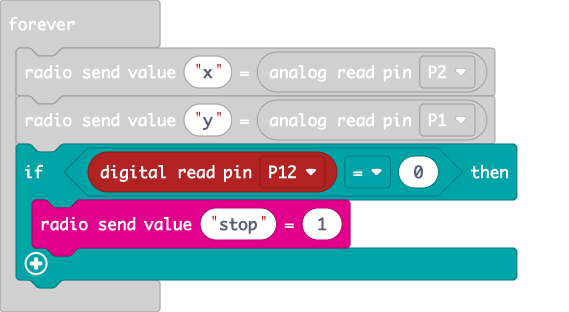 forever
radio send value "x" = analog read pin P2
radio send value "y" = analog read pin P1
if digital read pin P12 = 0 then
radio send value "stop" = 1